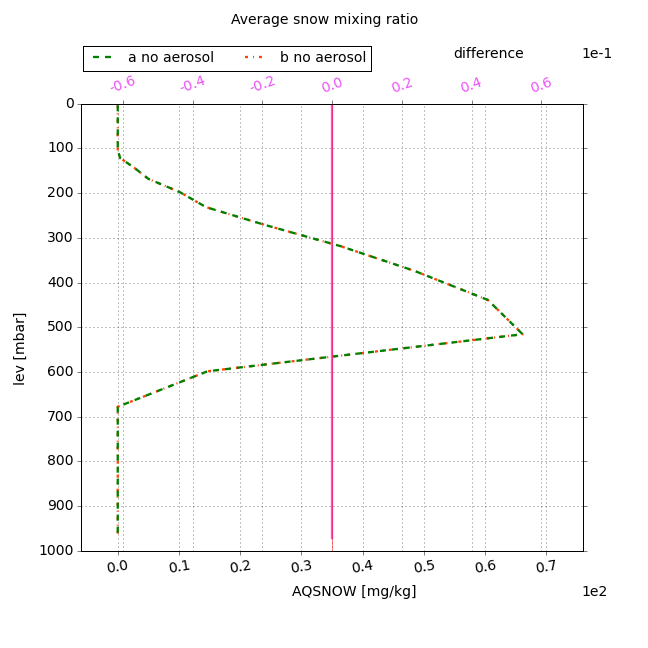 Average snow mixing ratio
a no aerosol b no aerosol difference 1e-1
-0.6 -0.4 -0.2 0.0 0.2 0.4 0.6
0
100
200
300
400
500
600
700
800
900
1000
lev [mbar]
0.0 0.1 0.2 0.3 0.4 0.5 0.6 0.7
AQSNOW [mg/kg] 1e2